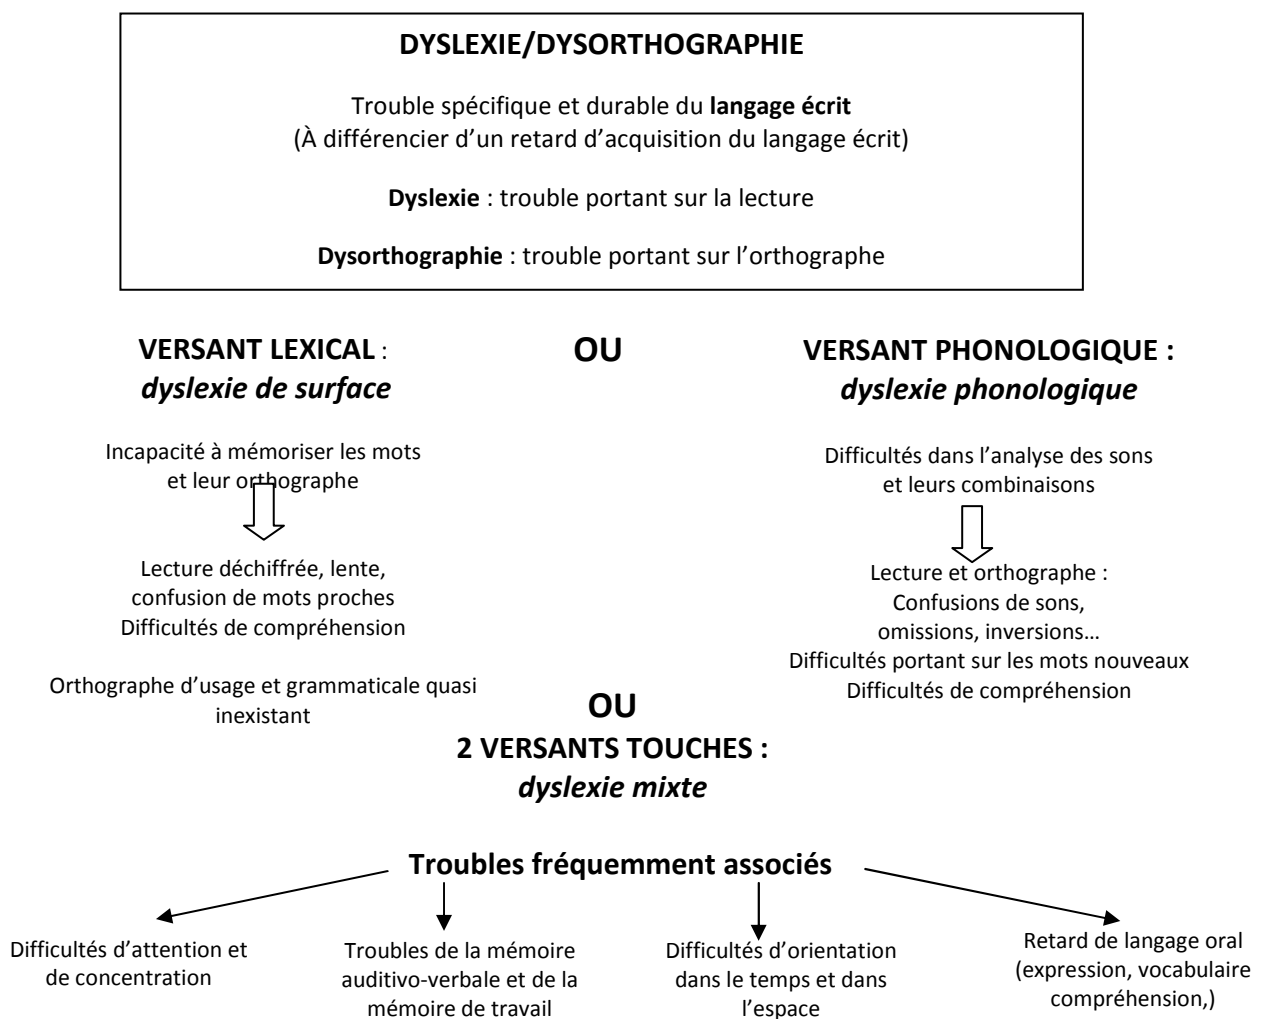 DYSLEXIE/DYSORTHOGRAPHIE
Trouble spécifique et durable du langage écrit
(À différencier d’un retard d’acquisition du langage écrit)
Dyslexie : trouble portant sur la lecture
Dysorthographie : trouble portant sur l’orthographe
VERSANT LEXICAL :
dyslexie de surface
Incapacité à mémoriser les mots
et leur orthographe
Lecture déchiffrée, lente,
confusion de mots proches
Difficultés de compréhension
Orthographe d’usage et grammaticale quasi
inexistant
OU
VERSANT PHONOLOGIQUE :
dyslexie phonologique
Difficultés dans l’analyse des sons
et leurs combinaisons
Lecture et orthographe :
Confusions de sons,
omissions, inversions…
Difficultés portant sur les mots nouveaux
Difficultés de compréhension
OU
2 VERSANTS TOUCHES :
dyslexie mixte
Troubles fréquemment associés
Difficultés d’attention et
de concentration
Troubles de la mémoire
auditivo-verbale et de la
mémoire de travail
Difficultés d’orientation
dans le temps et dans
l’espace
Retard de langage oral
(expression, vocabulaire
compréhension,)